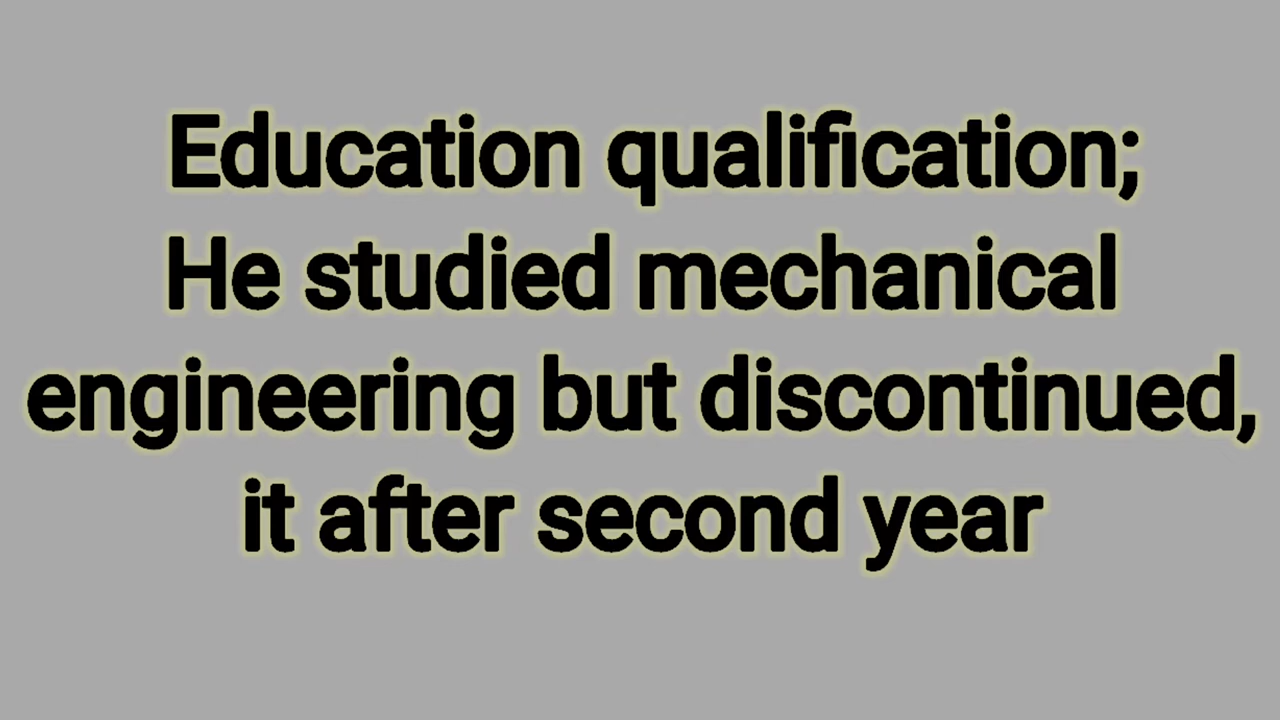 Education qualification;
He studied mechanical
engineering but discontinued,
it after second year